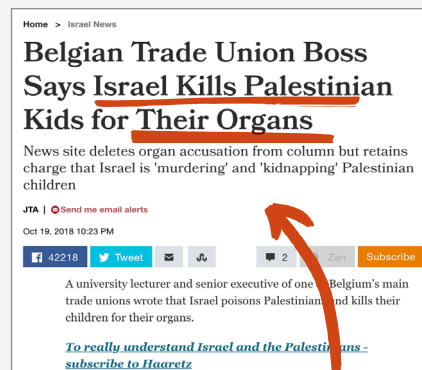 Home > Israel News
Belgian Trade Union Boss
Says Israel Kills Palestinian
Kids for Their Organs
News site deletes organ accusation from column but retains
charge that Israel is 'murdering' and 'kidnapping' Palestinian
children
JTA | Send me email alerts
Oct 19, 2018 10:23 PM
42218 Tweet 2 Zen Subscribe
A university lecturer and senior executive of one Belgium's main
trade unions wrote that Israel poisons Palestinians and kills their
children for their organs.
To really understand Israel and the Palestinians -
subscribe to Haaretz